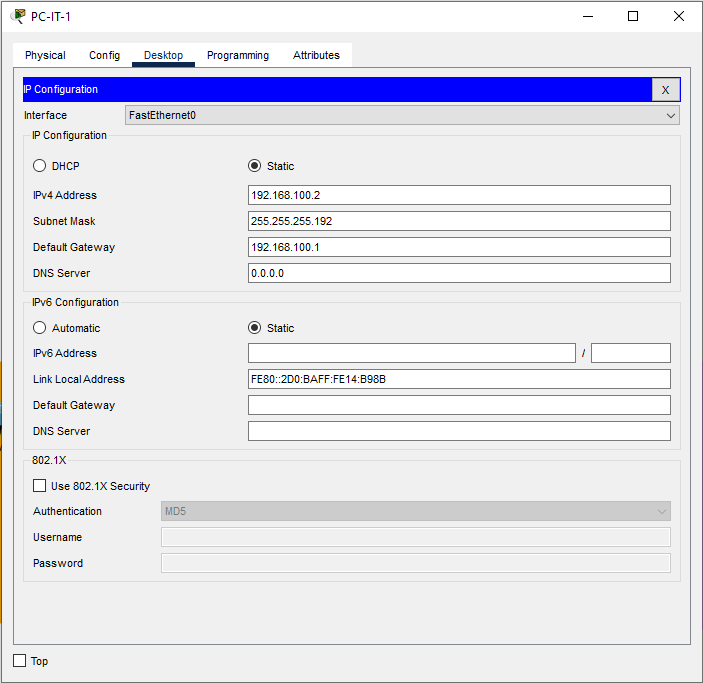 PC-IT-1
Physical Config Desktop Programming Attributes
IP Configuration X
Interface FastEthernet0
IP Configuration
DHCP Static
IPv4 Address 192.168.100.2
Subnet Mask 255.255.255.192
Default Gateway 192.168.100.1
DNS Server 0.0.0.0
IPv6 Configuration
Automatic Static
IPv6 Address /
Link Local Address FE80::2D0:BAFF:FE14:B98B
Default Gateway
DNS Server
802.1X
Use 802.1X Security
Authentication MD5
Username
Password
Top